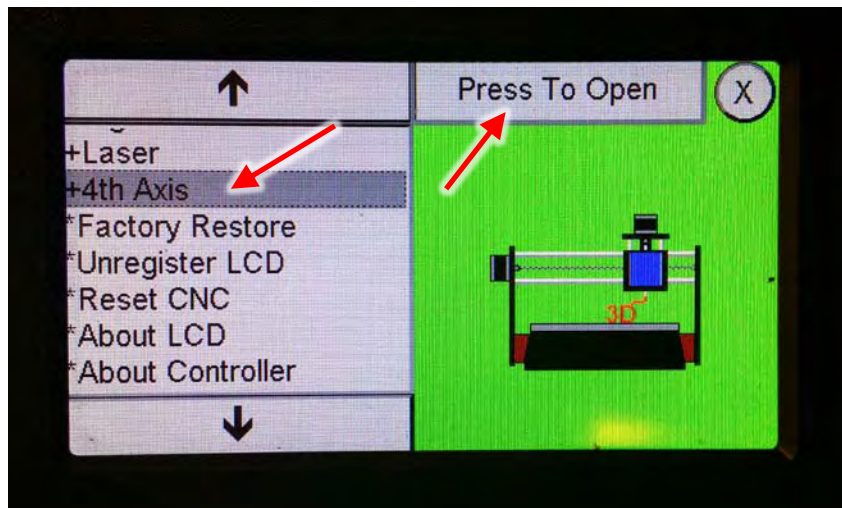 Press To Open
X
+Laser
+4th Axis
*Factory Restore
*Unregister LCD
*Reset CNC
*About LCD
*About Controller
3D